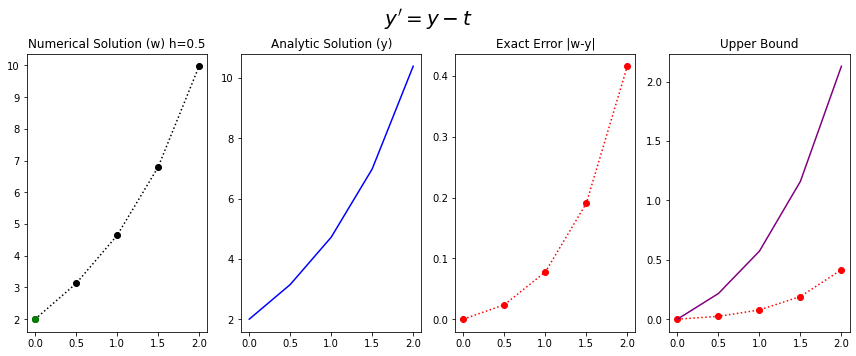 y′ = y − t
Numerical Solution (w) h=0.5
Analytic Solution (y)
Exact Error |w-y|
Upper Bound
10
9
8
7
6
5
4
3
2
0.0 0.5 1.0 1.5 2.0
10
8
6
4
2
0.0 0.5 1.0 1.5 2.0
0.4
0.3
0.2
0.1
0.0
0.0 0.5 1.0 1.5 2.0
2.0
1.5
1.0
0.5
0.0
0.0 0.5 1.0 1.5 2.0